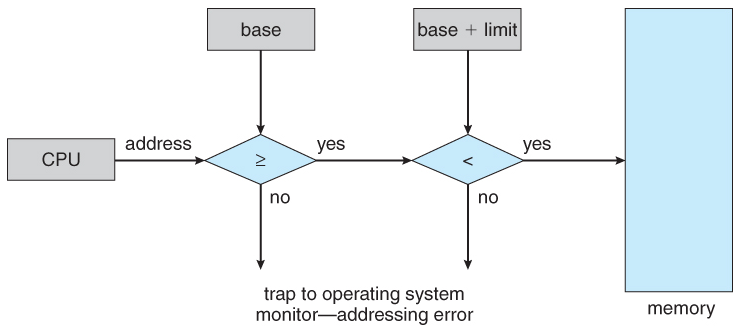 base
base + limit
CPU
address
≥
yes
<
yes
no
no
trap to operating system
monitor—addressing error
memory